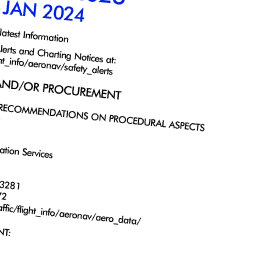 JAN 2024
latest Information
lerts and Charting Notices at:
ht_info/aeronav/safety_alerts
AND/OR PROCUREMENT
RECOMMENDATIONS ON PROCEDURAL ASPECTS
ation Services
3281
72
affic/flight_info/aeronav/aero_data/
NT: